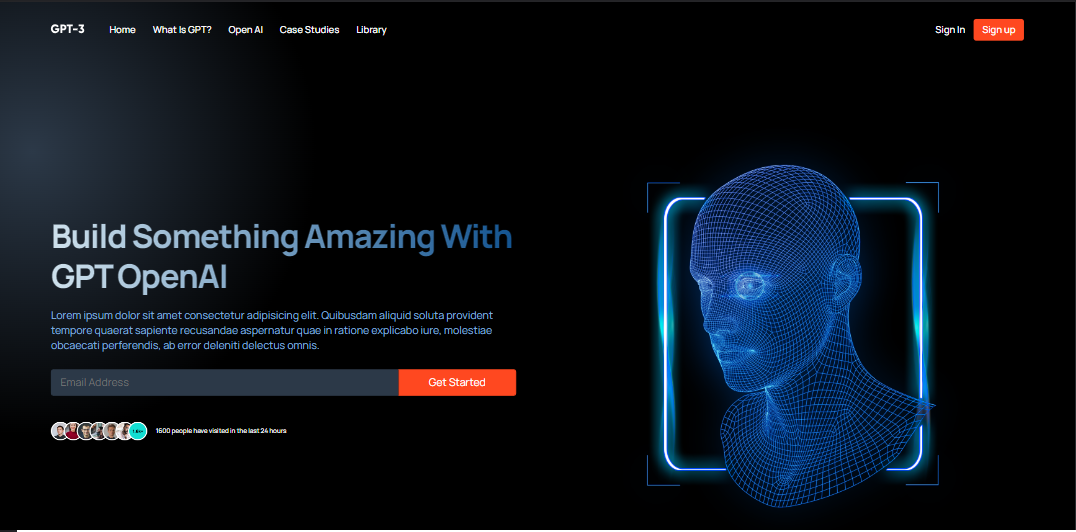 GPT-3 Home What Is GPT? Open AI Case Studies Library Sign In Sign up
Build Something Amazing With
GPT OpenAI
Lorem ipsum dolor sit amet consectetur adipisicing elit. Quibusdam aliquid soluta provident
tempore quaerat sapiente recusandae aspernatur quae in ratione explicabo iure, molestiae
obcaecati perferendis, ab error deleniti delectus omnis.
Email Address Get Started
1600 people have visited in the last 24 hours